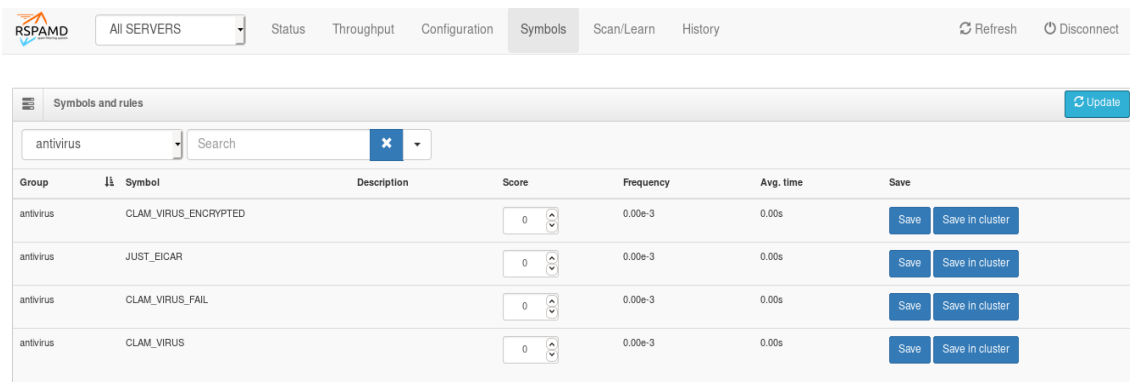 RSPAMD All SERVERS Status Throughput Configuration Symbols Scan/Learn History Refresh Disconnect
Symbols and rules Update
antivirus Search
Group Symbol Description Score Frequency Avg. time Save
antivirus CLAM_VIRUS_ENCRYPTED 0 0.00e-3 0.00s Save Save in cluster
antivirus JUST_EICAR 0 0.00e-3 0.00s Save Save in cluster
antivirus CLAM_VIRUS_FAIL 0 0.00e-3 0.00s Save Save in cluster
antivirus CLAM_VIRUS 0 0.00e-3 0.00s Save Save in cluster